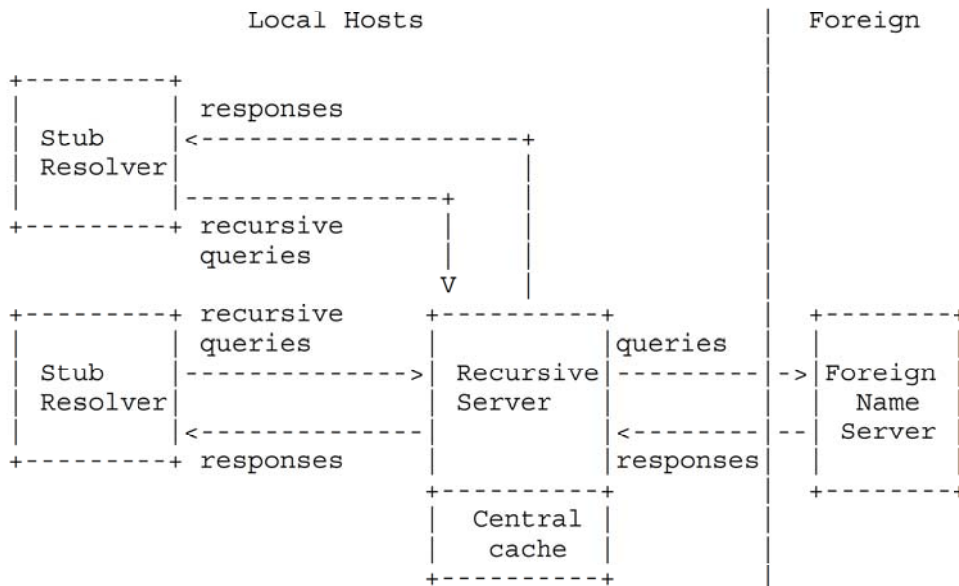 Local Hosts | Foreign
|
+---------+ |
| | responses |
| Stub |<--------------------+ |
| Resolver| | |
| |----------------+ | |
+---------+ recursive | | |
queries | | |
V | |
+---------+ recursive +----------+ | +--------+
| | queries | |queries | | |
| Stub |-------------->| Recursive|---------|->|Foreign |
| Resolver| | Server | | | Name |
| |<--------------| |<--------|--| Server |
+---------+ responses | |responses| | |
+----------+ | +--------+
| Central | |
| cache | |
+----------+ |